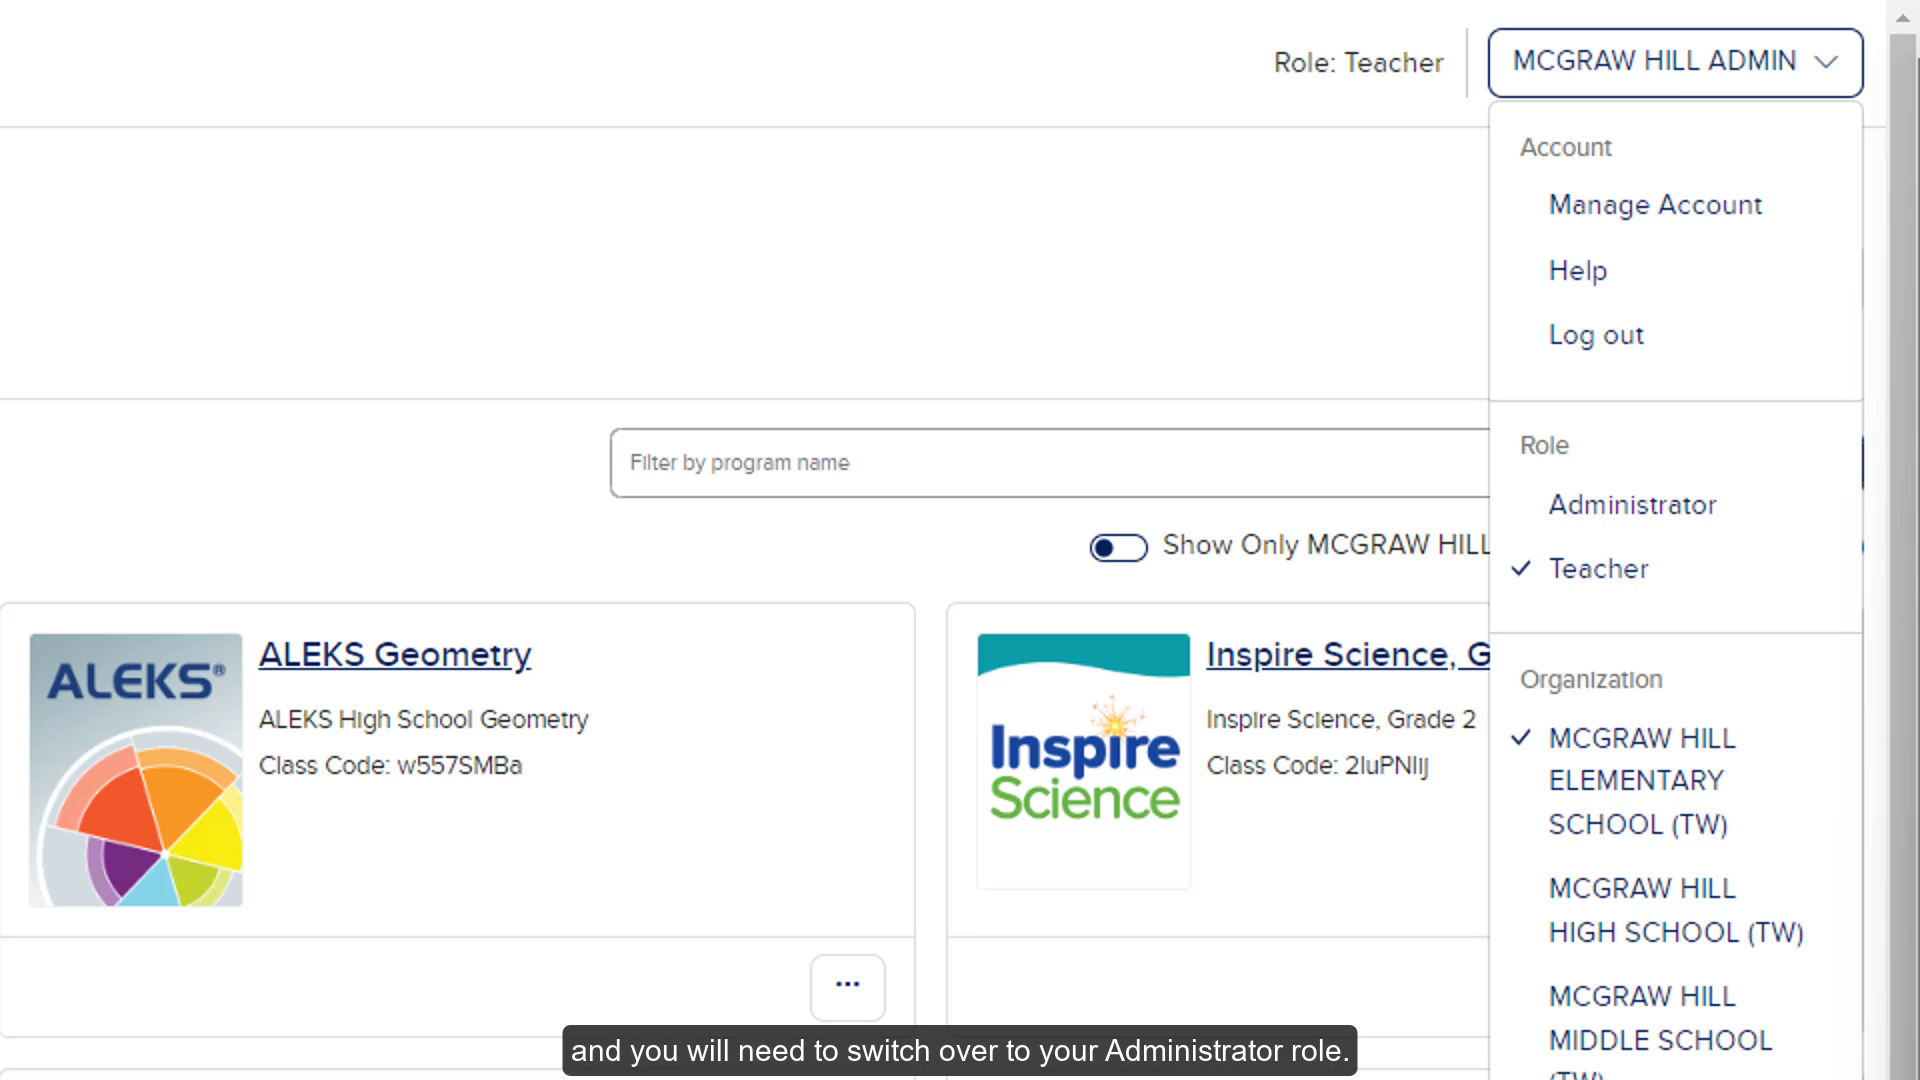 Role: Teacher
MCGRAW HILL ADMIN
Account
Manage Account
Help
Log out
Role
Administrator
Teacher
Organization
MCGRAW HILL
ELEMENTARY
SCHOOL (TW)
MCGRAW HILL
HIGH SCHOOL (TW)
MCGRAW HILL
MIDDLE SCHOOL
(TW)
Filter by program name
Show Only MCGRAW HILL
ALEKS®
ALEKS Geometry
ALEKS High School Geometry
Class Code: w557SMBa
Inspire
Science
Inspire Science, G
Inspire Science, Grade 2
Class Code:
and you will need to switch over to your Administrator role.